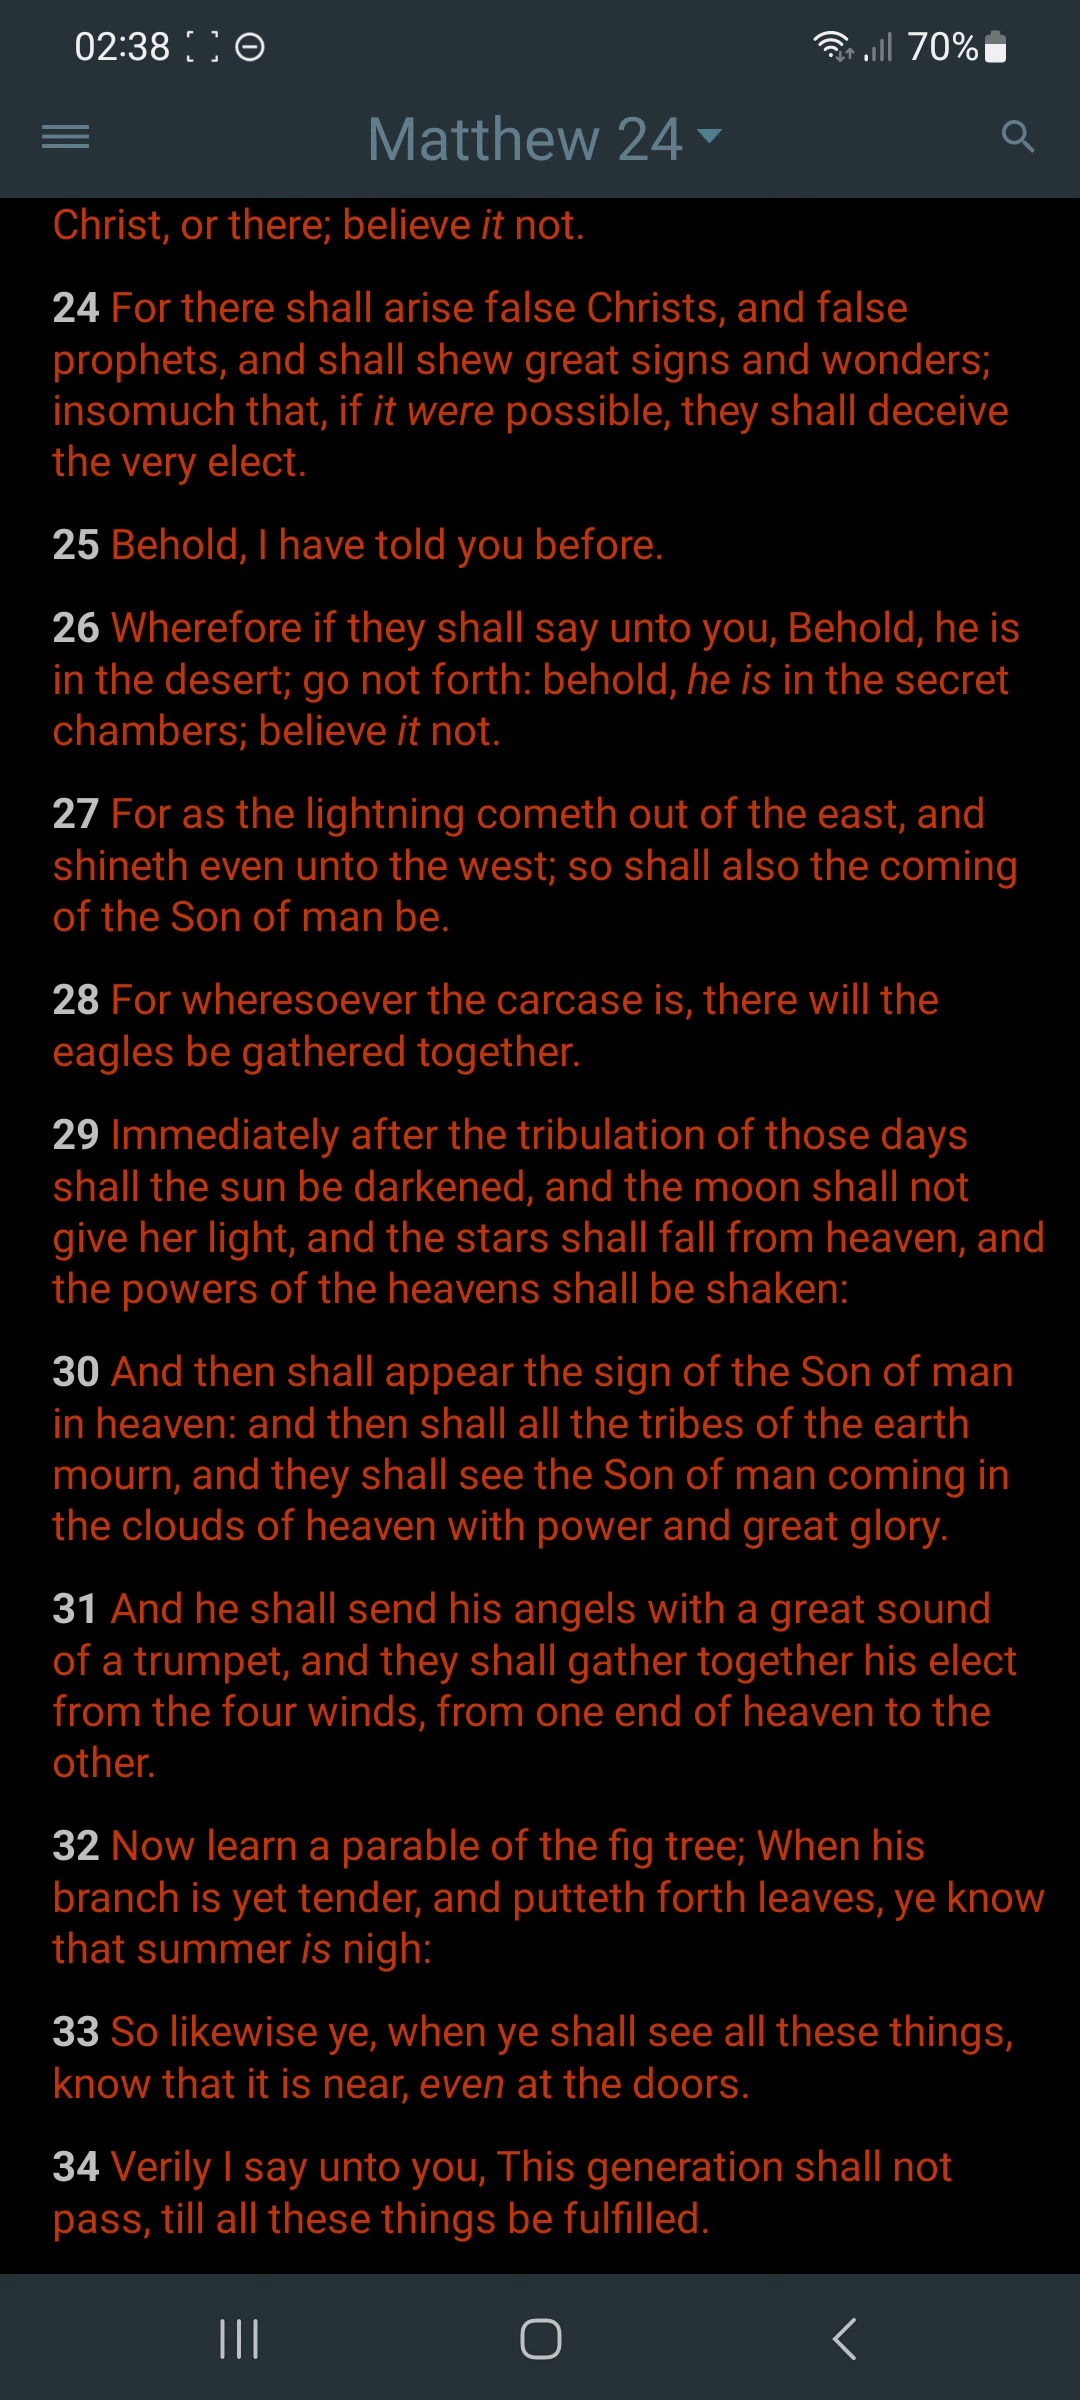 02:38 70%
Matthew 24
Christ, or there; believe it not.
24 For there shall arise false Christs, and false
prophets, and shall shew great signs and wonders;
insomuch that, if it were possible, they shall deceive
the very elect.
25 Behold, I have told you before.
26 Wherefore if they shall say unto you, Behold, he is
in the desert; go not forth: behold, he is in the secret
chambers; believe it not.
27 For as the lightning cometh out of the east, and
shineth even unto the west; so shall also the coming
of the Son of man be.
28 For wheresoever the carcase is, there will the
eagles be gathered together.
29 Immediately after the tribulation of those days
shall the sun be darkened, and the moon shall not
give her light, and the stars shall fall from heaven, and
the powers of the heavens shall be shaken:
30 And then shall appear the sign of the Son of man
in heaven: and then shall all the tribes of the earth
mourn, and they shall see the Son of man coming in
the clouds of heaven with power and great glory.
31 And he shall send his angels with a great sound
of a trumpet, and they shall gather together his elect
from the four winds, from one end of heaven to the
other.
32 Now learn a parable of the fig tree; When his
branch is yet tender, and putteth forth leaves, ye know
that summer is nigh:
33 So likewise ye, when ye shall see all these things,
know that it is near, even at the doors.
34 Verily I say unto you, This generation shall not
pass, till all these things be fulfilled.